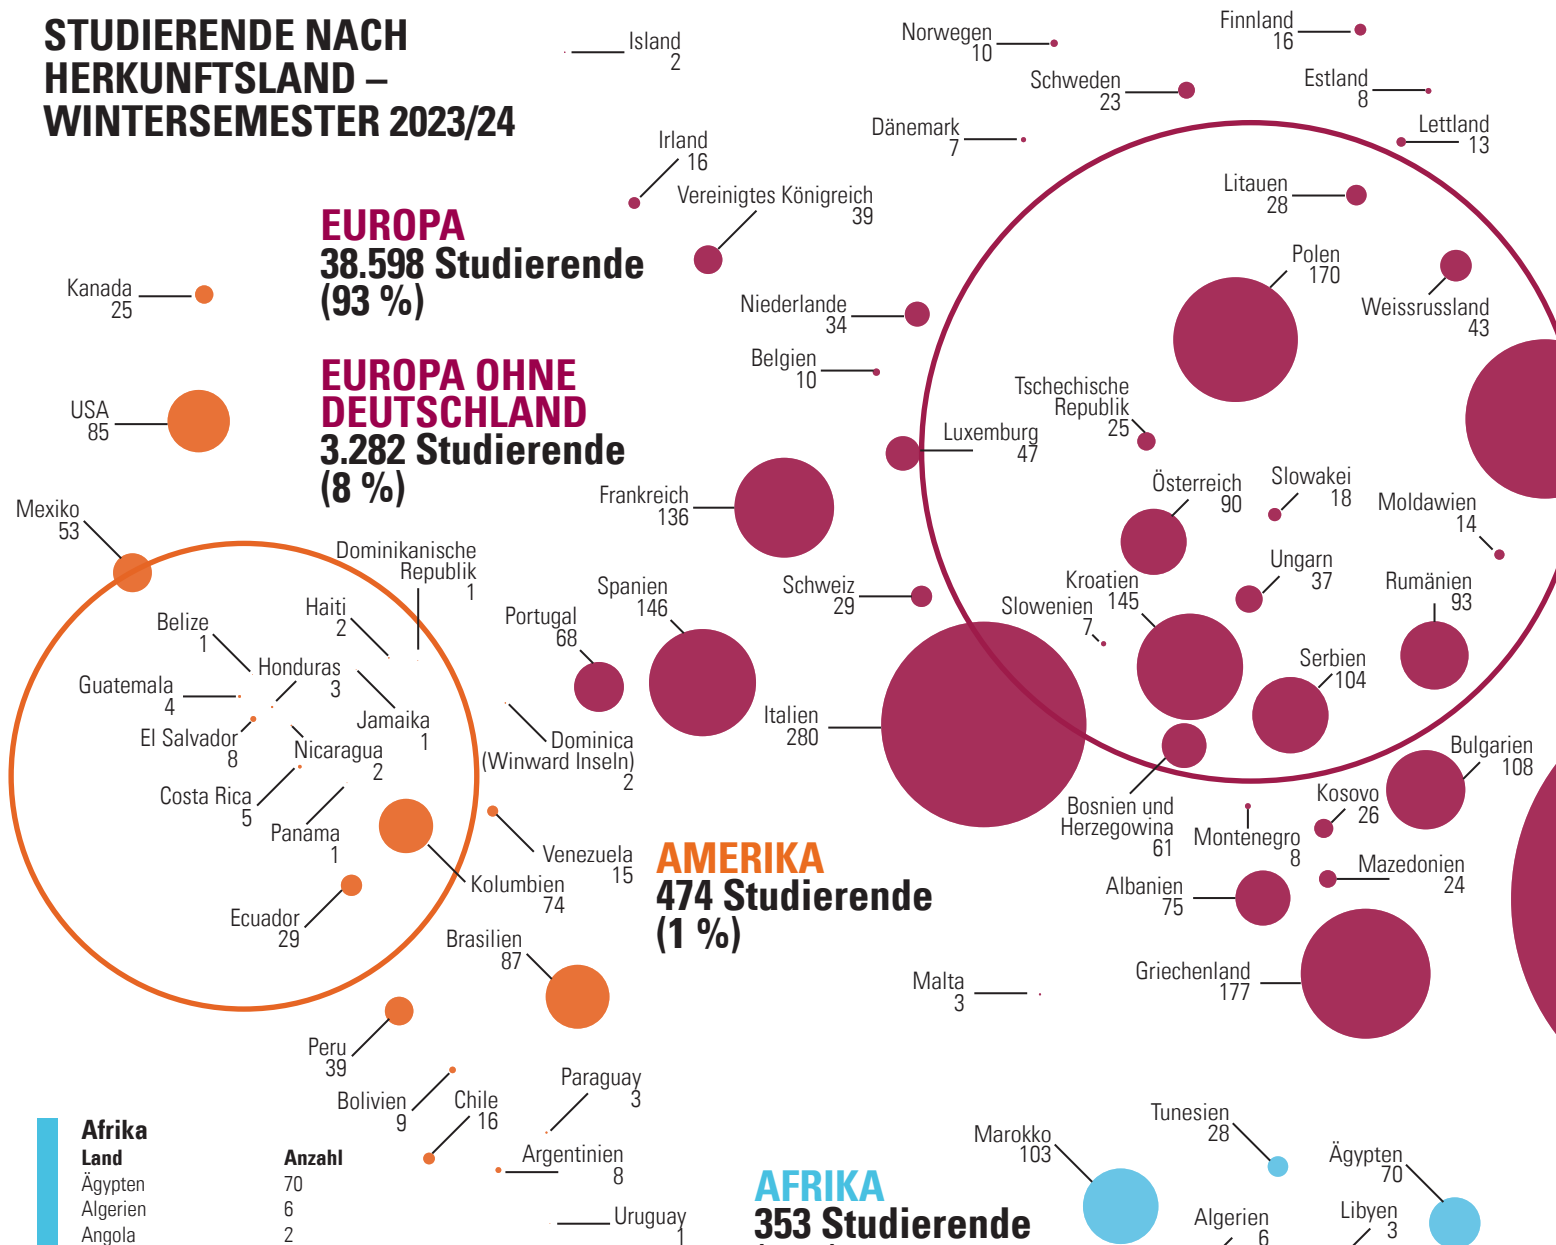 STUDIERENDE NACH
HERKUNFTSLAND –
WINTERSEMESTER 2023/24
Island
2
Norwegen
10
Finnland
16
Schweden
23
Estland
8
Dänemark
7
Lettland
13
Irland
16
Vereinigtes Königreich
39
Litauen
28
EUROPA
38.598 Studierende
(93 %)
Polen
170
Weissrussland
43
Kanada
25
Niederlande
34
Belgien
10
EUROPA OHNE
DEUTSCHLAND
3.282 Studierende
(8 %)
Tschechische
Republik
25
USA
85
Luxemburg
47
Frankreich
136
Österreich
90
Slowakei
18
Moldawien
14
Mexiko
53
Dominikanische
Republik
1
Ungarn
37
Kroatien
145
Rumänien
93
Spanien
146
Schweiz
29
Slowenien
7
Haiti
2
Portugal
68
Belize
1
Honduras
3
Serbien
104
Guatemala
4
Jamaika
1
Italien
280
El Salvador
8
Nicaragua
2
Dominica
(Winward Inseln)
2
Bulgarien
108
Costa Rica
5
Kosovo
26
Bosnien und
Herzegowina
61
Panama
1
Montenegro
8
Venezuela
15
AMERIKA
474 Studierende
(1 %)
Mazedonien
24
Kolumbien
74
Albanien
75
Ecuador
29
Brasilien
87
Griechenland
177
Malta
3
Peru
39
Paraguay
3
Bolivien
9
Chile
16
Tunesien
28
Marokko
103
Ägypten
70
Argentinien
8
Afrika
Land Anzahl
Ägypten 70
Algerien 6
Angola 2
Uruguay
1
AFRIKA
353 Studierende
Algerien
6
Libyen
3